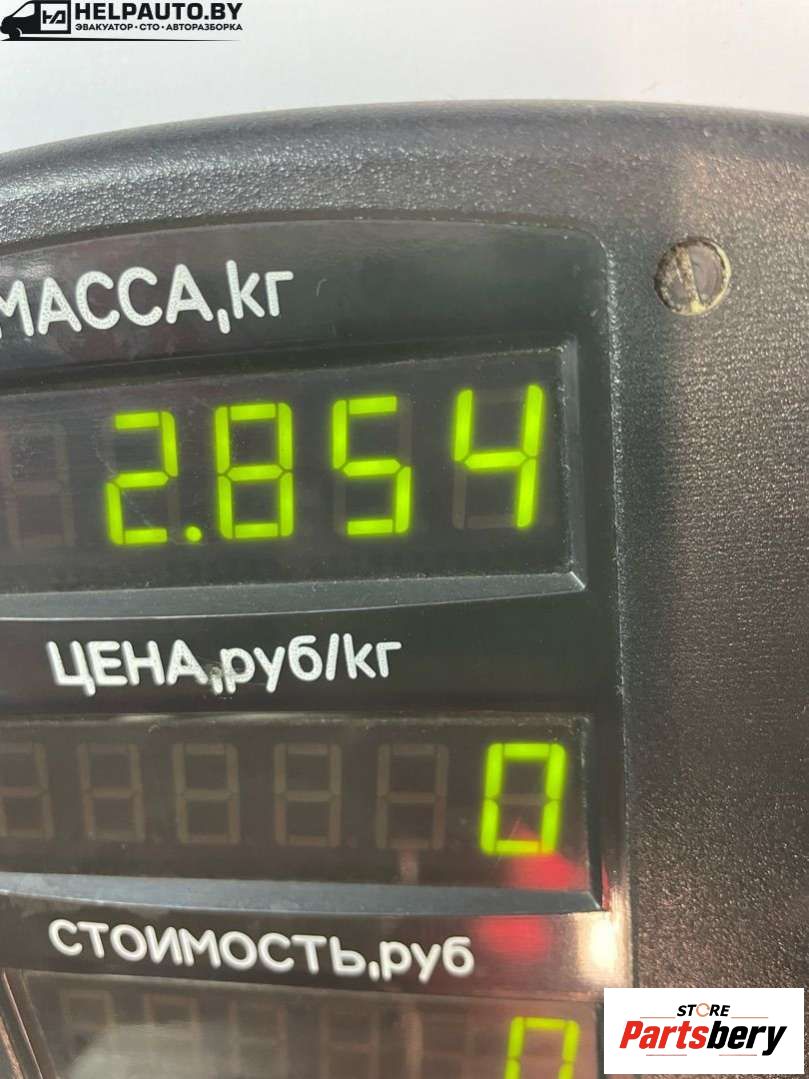 HELPAUTO.BY
ЭВАКУАТОР • СТО • АВТОРАЗБОРКА
МАССА,кг
2.854
ЦЕНА,руб/кг
0
СТОИМОСТЬ,руб
0
STORE
Partsbery